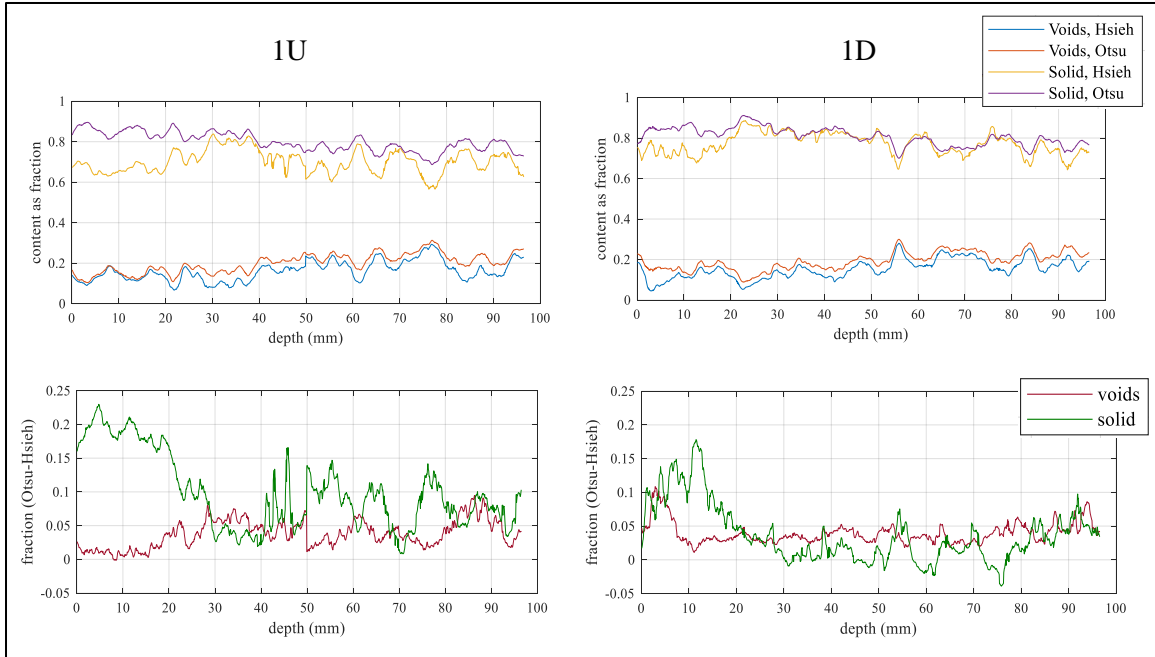 1U
1D
Voids, Hsieh
Voids, Otsu
Solid, Hsieh
Solid, Otsu
content as fraction
1
0.8
0.6
0.4
0.2
0
0 10 20 30 40 50 60 70 80 90 100
depth (mm)
content as fraction
1
0.8
0.6
0.4
0.2
0
0 10 20 30 40 50 60 70 80 90 100
depth (mm)
fraction (Otsu-Hsieh)
0.25
0.2
0.15
0.1
0.05
0
-0.05
0 10 20 30 40 50 60 70 80 90 100
depth (mm)
voids
solid
fraction (Otsu-Hsieh)
0.25
0.2
0.15
0.1
0.05
0
-0.05
0 10 20 30 40 50 60 70 80 90 100
depth (mm)